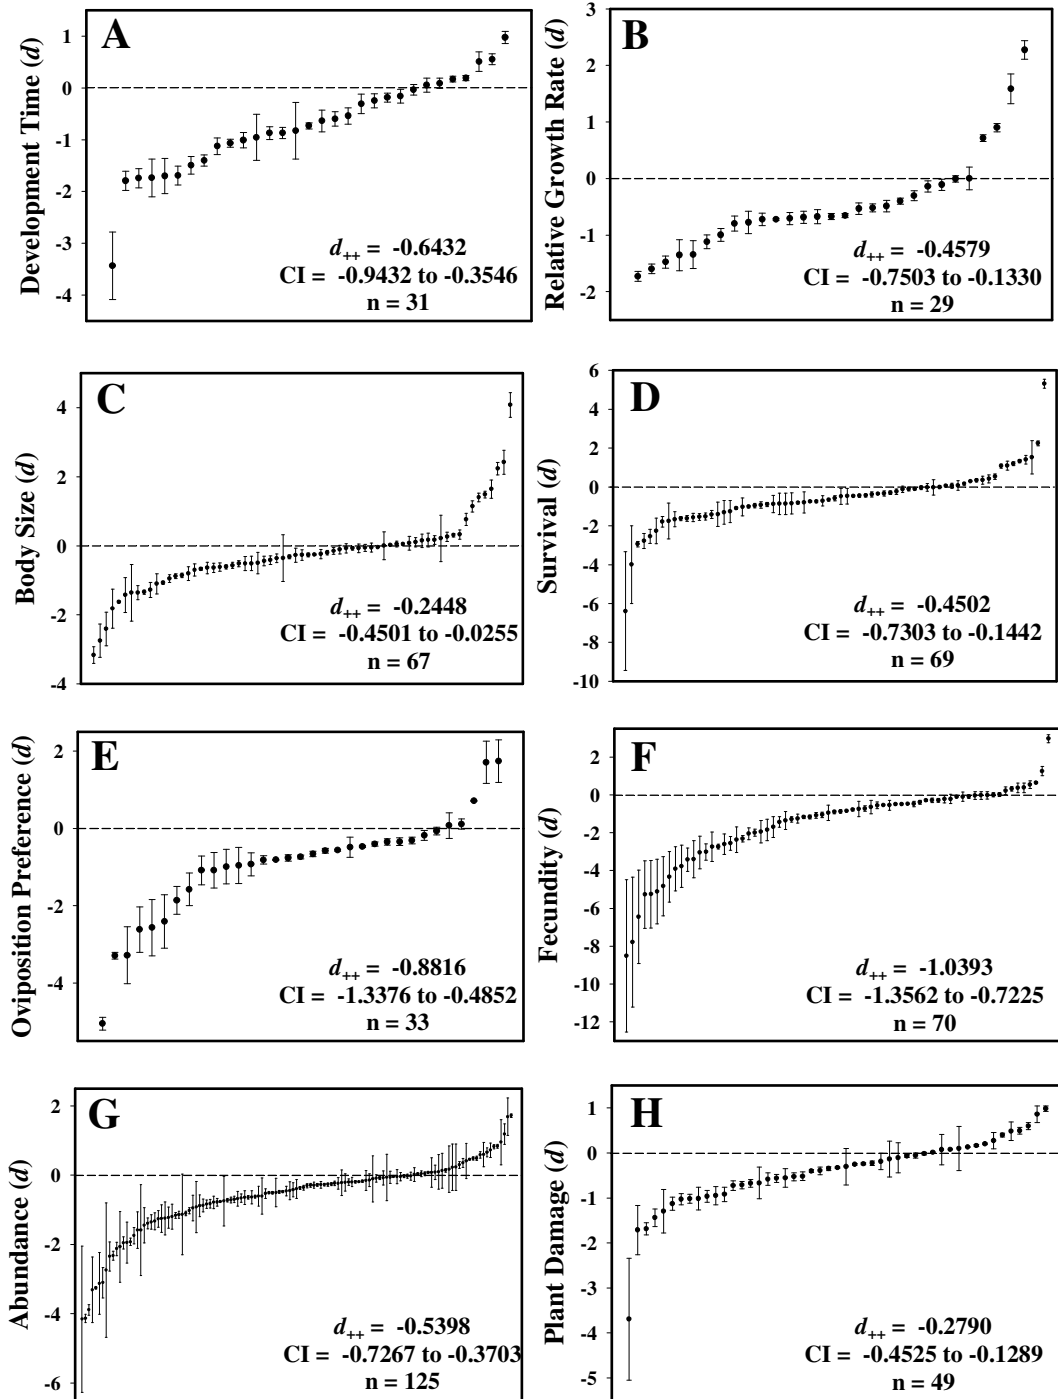 A
Development Time (d)
1
0
-1
-2
-3
-4
d++ = -0.6432
CI = -0.9432 to -0.3546
n = 31
B
Relative Growth Rate (d)
3
2
1
0
-1
-2
d++ = -0.4579
CI = -0.7503 to -0.1330
n = 29
C
Body Size (d)
4
2
0
-2
-4
d++ = -0.2448
CI = -0.4501 to -0.0255
n = 67
D
Survival (d)
6
4
2
0
-2
-4
-6
-8
-10
d++ = -0.4502
CI = -0.7303 to -0.1442
n = 69
E
Oviposition Preference (d)
2
0
-2
-4
d++ = -0.8816
CI = -1.3376 to -0.4852
n = 33
F
Fecundity (d)
2
0
-2
-4
-6
-8
-10
-12
d++ = -1.0393
CI = -1.3562 to -0.7225
n = 70
G
Abundance (d)
2
0
-2
-4
-6
d++ = -0.5398
CI = -0.7267 to -0.3703
n = 125
H
Plant Damage (d)
1
0
-1
-2
-3
-4
-5
d++ = -0.2790
CI = -0.4525 to -0.1289
n = 49